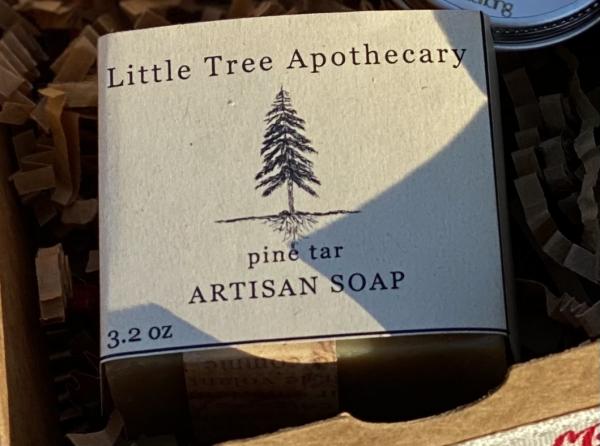 Little Tree Apothecary
pine tar
ARTISAN SOAP
3.2 oz